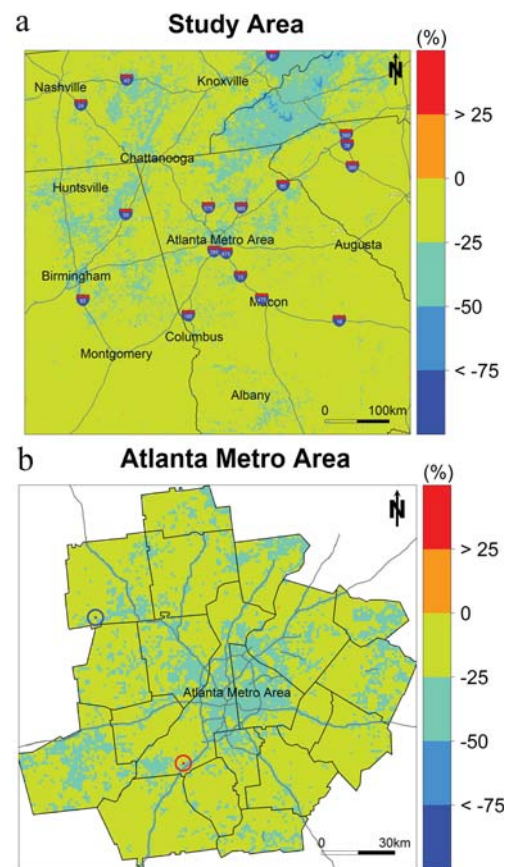 a
Study Area
(%)
N
Nashville
Knoxville
Chattanooga
Huntsville
Atlanta Metro Area
Augusta
Birmingham
Macon
Columbus
Montgomery
Albany
0 100km
> 25
0
-25
-50
< -75
b
Atlanta Metro Area
(%)
N
Atlanta Metro Area
0 30km
> 25
0
-25
-50
< -75